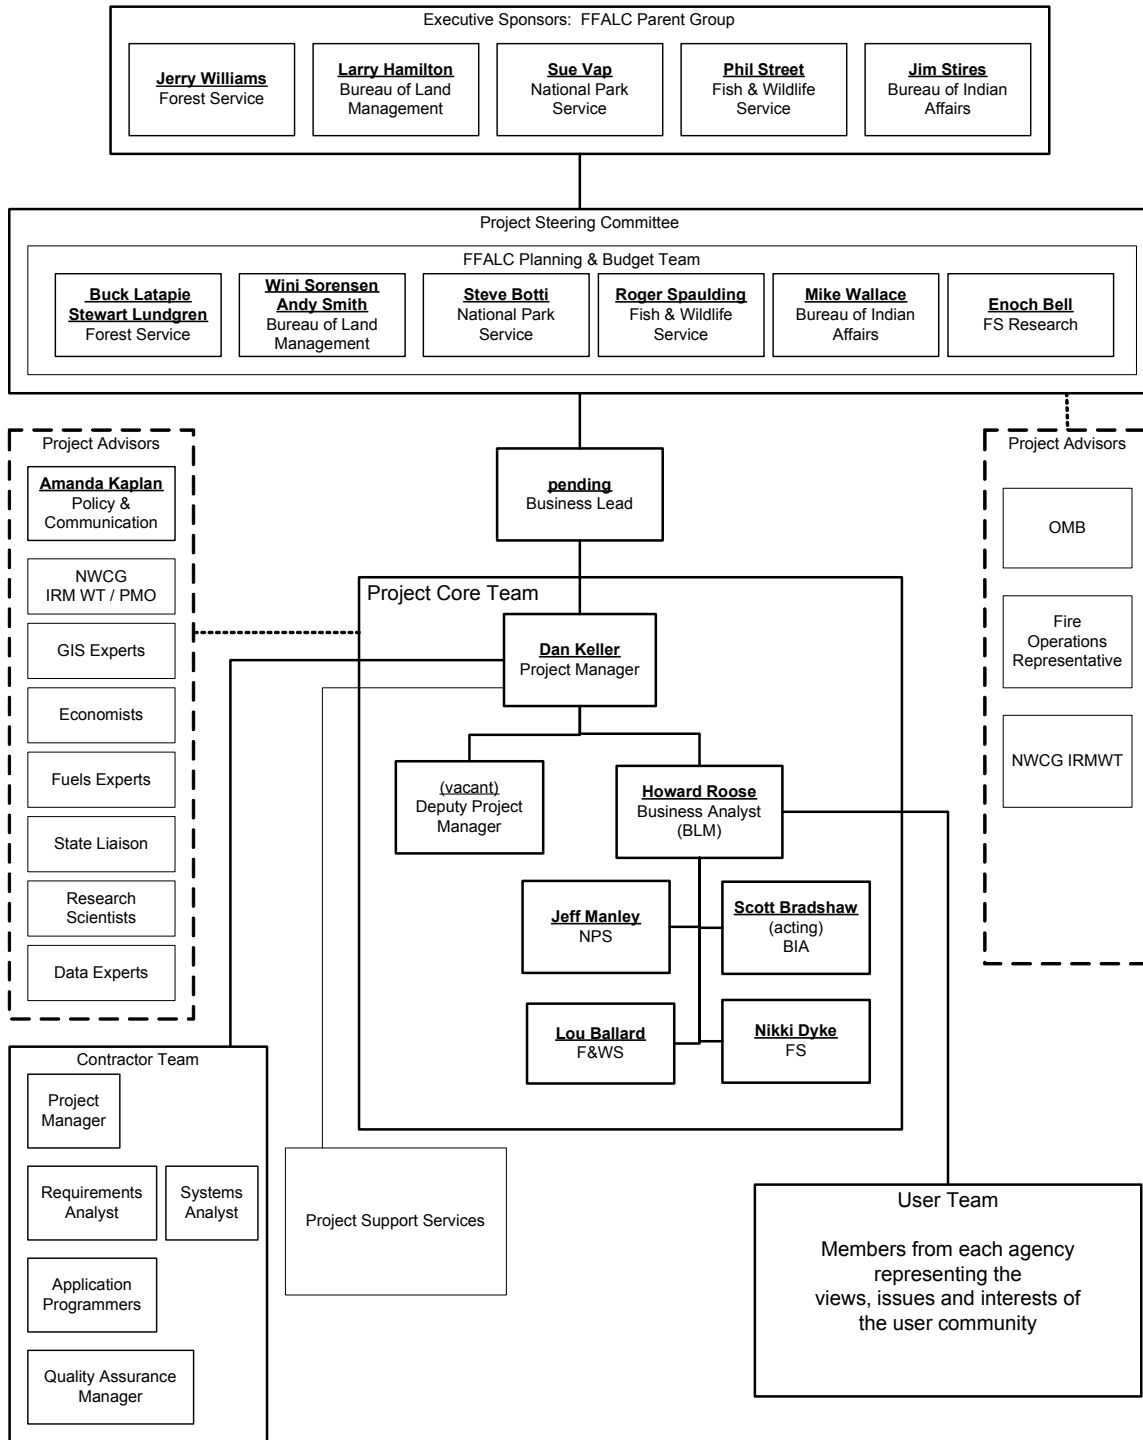 Executive Sponsors:  FFALC Parent Group
Jerry Williams
Forest Service
Larry Hamilton
Bureau of Land
Management
Sue Vap
National Park
Service
Phil Street
Fish & Wildlife
Service
Jim Stires
Bureau of Indian
Affairs
Project Steering Committee
FFALC Planning & Budget Team
Buck Latapie
Stewart Lundgren
Forest Service
Wini Sorensen
Andy Smith
Bureau of Land
Management
Steve Botti
National Park
Service
Roger Spaulding
Fish & Wildlife
Service
Mike Wallace
Bureau of Indian
Affairs
Enoch Bell
FS Research
Project Advisors
Amanda Kaplan
Policy &
Communication
NWCG
IRM WT / PMO
GIS Experts
Economists
Fuels Experts
State Liaison
Research
Scientists
Data Experts
pending
Business Lead
Project Advisors
OMB
Fire
Operations
Representative
NWCG IRMWT
Project Core Team
Dan Keller
Project Manager
(vacant)
Deputy Project
Manager
Howard Roose
Business Analyst
(BLM)
Jeff Manley
NPS
Scott Bradshaw
(acting)
BIA
Lou Ballard
F&WS
Nikki Dyke
FS
Contractor Team
Project
Manager
Requirements
Analyst
Systems
Analyst
Application
Programmers
Quality Assurance
Manager
Project Support Services
User Team
Members from each agency
representing the
views, issues and interests of
the user community